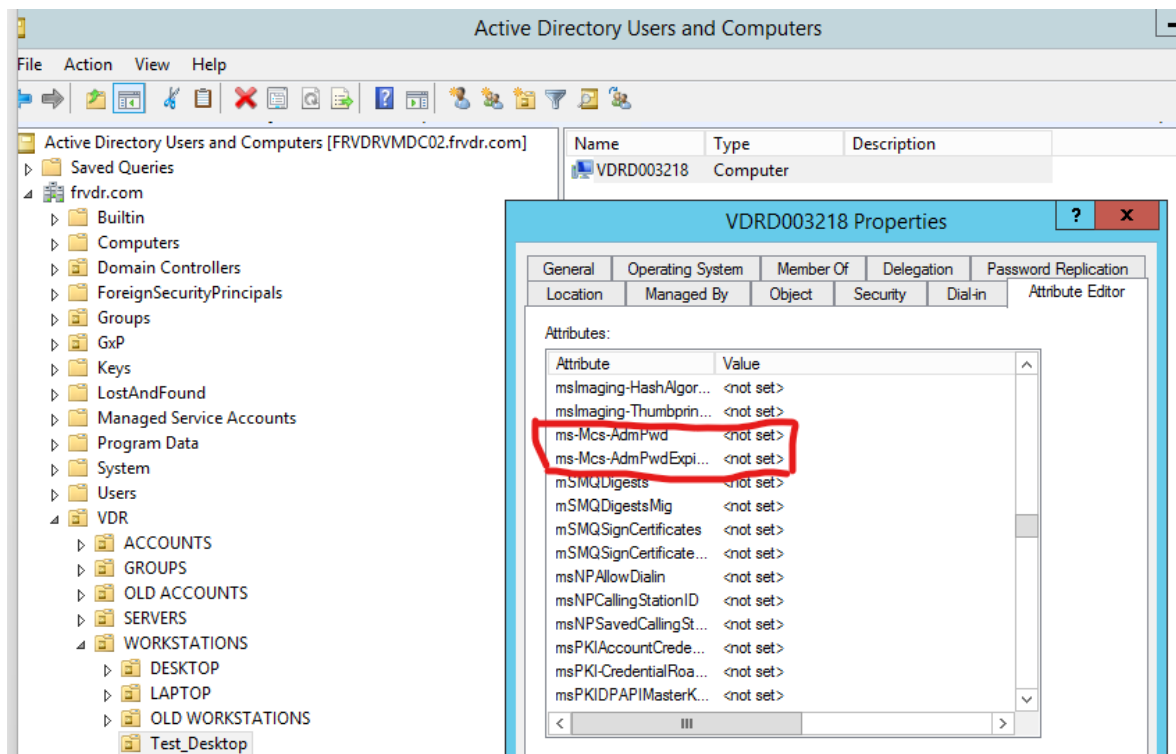 Active Directory Users and Computers
File Action View Help
Active Directory Users and Computers [FRVDRVMDC02.frvdr.com]
Saved Queries
frvdr.com
Builtin
Computers
Domain Controllers
ForeignSecurityPrincipals
Groups
GxP
Keys
LostAndFound
Managed Service Accounts
Program Data
System
Users
VDR
ACCOUNTS
GROUPS
OLD ACCOUNTS
SERVERS
WORKSTATIONS
DESKTOP
LAPTOP
OLD WORKSTATIONS
Test_Desktop
Name Type Description
VDRD003218 Computer
VDRD003218 Properties
? x
General Operating System Member Of Delegation Password Replication
Location Managed By Object Security Dial-in Attribute Editor
Attributes:
Attribute Value
msImaging-HashAlgor... <not set>
msImaging-Thumbprin... <not set>
ms-Mcs-AdmPwd <not set>
ms-Mcs-AdmPwdExpi... <not set>
mSMQDigests <not set>
mSMQDigestsMig <not set>
mSMQSignCertificates <not set>
mSMQSignCertificate... <not set>
msNPAllowDialin <not set>
msNPCallingStationID <not set>
msNPSavedCallingSt... <not set>
msPKIAccountCrede... <not set>
msPKI-CredentialRoa... <not set>
msPKIDPAPIMasterK... <not set>